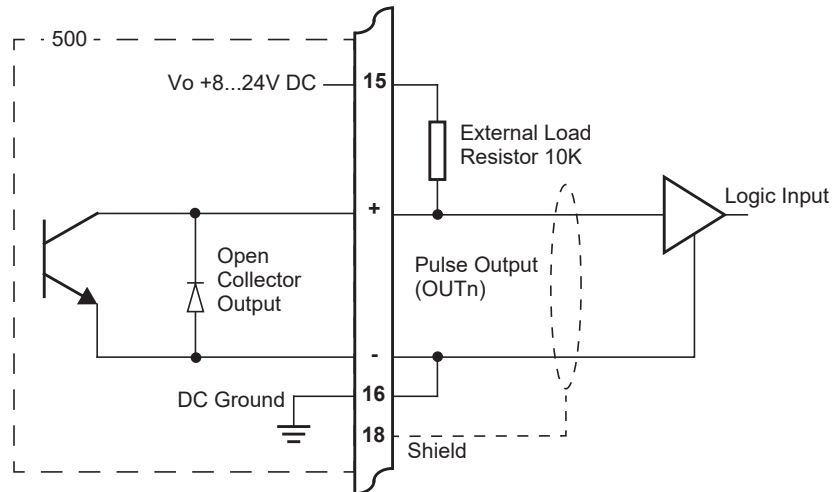 500
Vo +8...24V DC
15
External Load
Resistor 10K
+
Logic Input
Open
Collector
Output
Pulse Output
(OUTn)
-
DC Ground
16
18
Shield